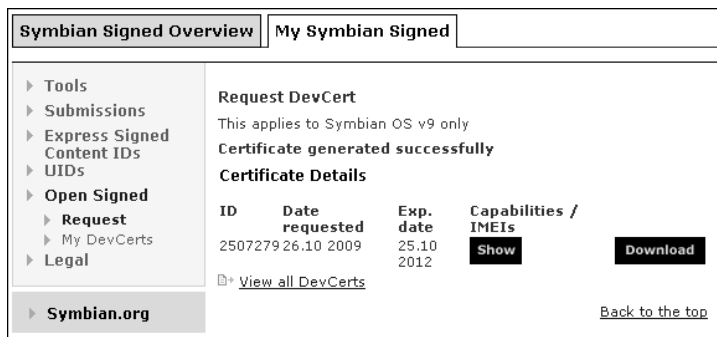 Symbian Signed Overview
My Symbian Signed
Tools
Submissions
Express Signed
Content IDs
UIDs
Open Signed
Request
My DevCerts
Legal
Symbian.org
Request DevCert
This applies to Symbian OS v9 only
Certificate generated successfully
Certificate Details
ID Date requested Exp. date Capabilities / IMEIs
2507279 26.10 2009 25.10 2012 Show Download
View all DevCerts
Back to the top